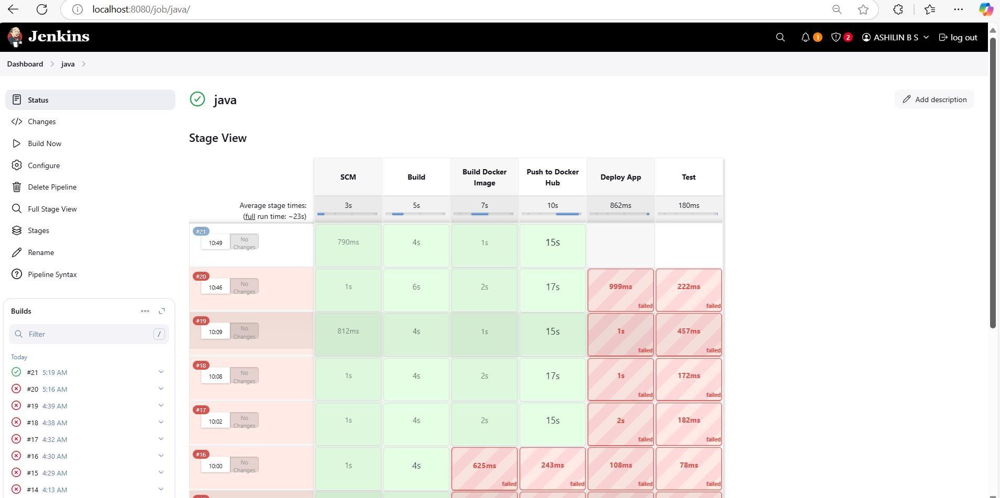 localhost:8080/job/java/
Jenkins
1
2
ASHILIN B S
log out
Dashboard
java
Status
Changes
Build Now
Configure
Delete Pipeline
Full Stage View
Stages
Rename
Pipeline Syntax
Builds
Filter
/
Today
#21 5:19 AM
#20 5:16 AM
#19 4:39 AM
#18 4:38 AM
#17 4:32 AM
#16 4:30 AM
#15 4:29 AM
#14 4:13 AM
java
Add description
Stage View
SCM
Build
Build Docker
Image
Push to Docker
Hub
Deploy App
Test
Average stage times:
(full run time: ~23s)
3s
5s
7s
10s
862ms
180ms
#21
10:49
No
Changes
790ms
4s
1s
15s
#20
10:46
No
Changes
1s
6s
2s
17s
999ms
failed
222ms
failed
#19
10:09
No
Changes
812ms
4s
1s
15s
1s
failed
457ms
failed
#18
10:08
No
Changes
1s
4s
2s
17s
1s
failed
172ms
failed
#17
10:02
No
Changes
1s
4s
2s
15s
2s
failed
182ms
failed
#16
10:00
No
Changes
1s
4s
625ms
failed
243ms
failed
108ms
failed
78ms
failed